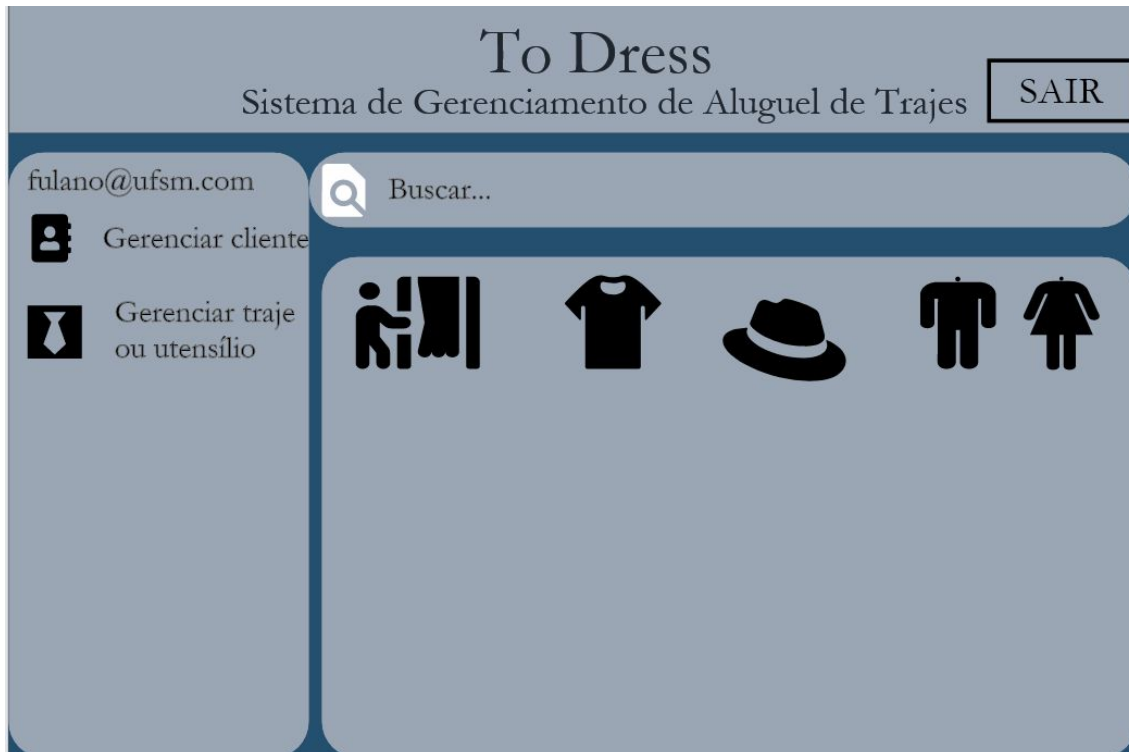 To Dress
Sistema de Gerenciamento de Aluguel de Trajes
SAIR
fulano@ufsm.com
Gerenciar cliente
Gerenciar traje
ou utensílio
Buscar...